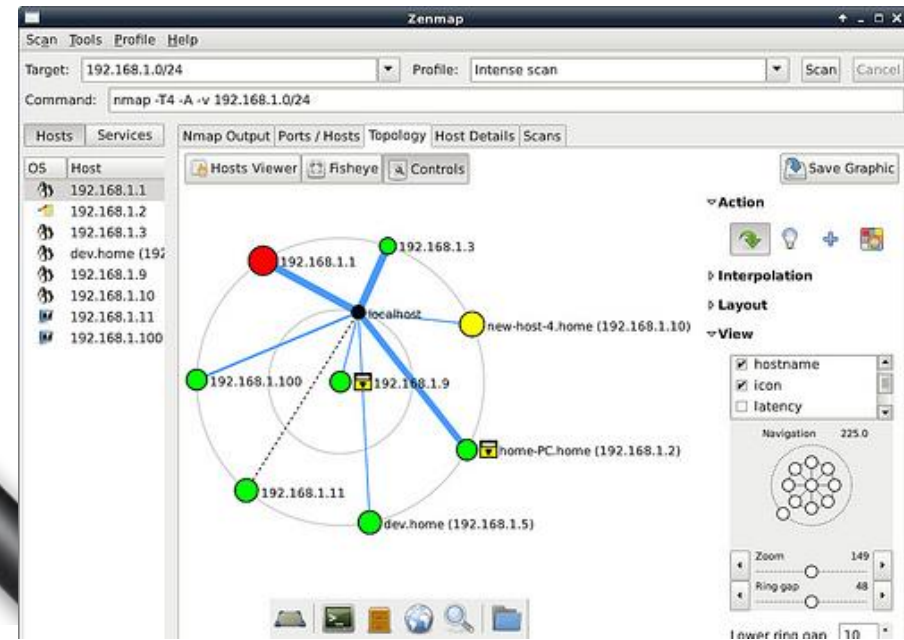 Zenmap
Scan Tools Profile Help
Target: 192.168.1.0/24 Profile: Intense scan Scan Cancel
Command: nmap -T4 -A -v 192.168.1.0/24
Hosts Services
Nmap Output Ports / Hosts Topology Host Details Scans
OS Host
192.168.1.1
192.168.1.2
192.168.1.3
dev.home (192
192.168.1.9
192.168.1.10
192.168.1.11
192.168.1.100
Hosts Viewer Fisheye Controls Save Graphic
192.168.1.1
192.168.1.3
localhost
new-host-4.home (192.168.1.10)
192.168.1.100
192.168.1.9
home-PC.home (192.168.1.2)
192.168.1.11
dev.home (192.168.1.5)
Action
Interpolation
Layout
View
hostname
icon
latency
Navigation 225.0
Zoom 149
Ring gap 48
Lower ring gap 10